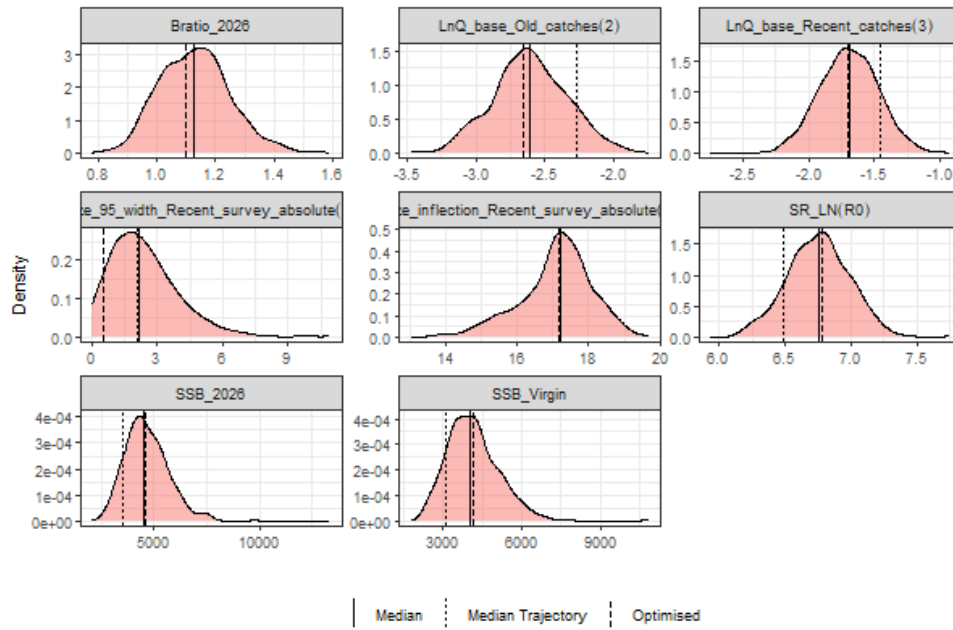 Bratio_2026
LnQ_base_Old_catches(2)
LnQ_base_Recent_catches(3)
3
2
1
0
0.8 1.0 1.2 1.4 1.6
1.5
1.0
0.5
0.0
-3.5 -3.0 -2.5 -2.0
1.5
1.0
0.5
0.0
-2.5 -2.0 -1.5 -1.0
ze_95_width_Recent_survey_absolute(
ze_inflection_Recent_survey_absolute(
SR_LN(R0)
0.2
0.1
0.0
0 3 6 9
0.5
0.4
0.3
0.2
0.1
0.0
14 16 18 20
1.5
1.0
0.5
0.0
6.0 6.5 7.0 7.5
SSB_2026
SSB_Virgin
4e-04
3e-04
2e-04
1e-04
0e+00
5000 10000
4e-04
3e-04
2e-04
1e-04
0e+00
3000 6000 9000
Density
Median Median Trajectory Optimised